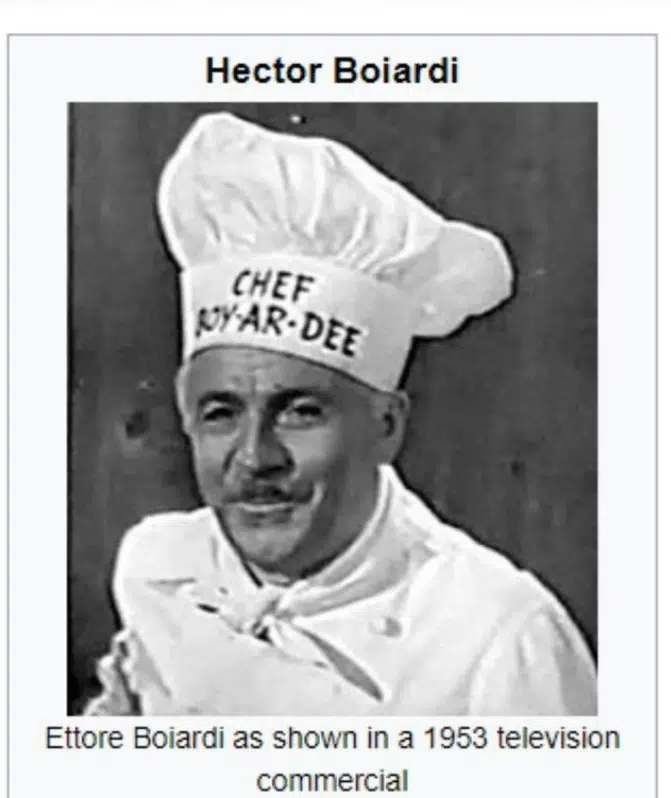 Hector Boiardi
CHEF
BOY-AR-DEE
Ettore Boiardi as shown in a 1953 television
commercial